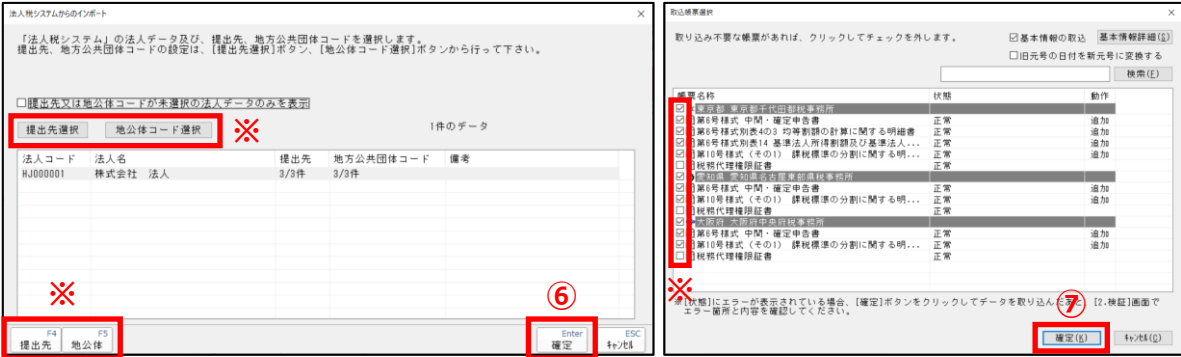 法人税システムからのインポート
「法人税システム」の法人データ及び、提出先、地方公共団体コードを選択します。
提出先、地方公共団体コードの設定は、[提出先選択]ボタン、[地公体コード選択]ボタンから行って下さい。
提出先又は地公体コードが未選択の法人データのみを表示
提出先選択 地公体コード選択 ※ 1件のデータ
法人コード 法人名 提出先 地方公共団体コード 備考
HJ000001 株式会社 法人 3/3件 3/3件
※ ⑥
F4 提出先 F5 地公体 Enter 確定 ESC ｷｬﾝｾﾙ
取込帳票選択
取り込み不要な帳票があれば、クリックしてチェックを外します。 基本情報の取込 基本情報詳細(S)
旧元号の日付を新元号に変換する
検索(F)
帳票名称 状態 動作
東京都 東京都千代田都税事務所
第6号様式 中間・確定申告書 正常 追加
第6号様式別表4の3 均等割額の計算に関する明細書 正常 追加
第6号様式別表14 基準法人所得割額及び基準法人... 正常 追加
第10号様式（その1） 課税標準の分割に関する明... 正常 追加
税務代理権限証書 正常
愛知県 愛知県名古屋東部県税事務所
第6号様式 中間・確定申告書 正常 追加
第10号様式（その1） 課税標準の分割に関する明... 正常 追加
税務代理権限証書 正常
大阪府 大阪府中央府税事務所
第6号様式 中間・確定申告書 正常 追加
第10号様式（その1） 課税標準の分割に関する明... 正常 追加
税務代理権限証書 正常
※
※[状態]にエラーが表示されている場合、[確定]ボタンをクリックしてデータを取り込んだあと、[2.検証]画面で
エラー箇所と内容を確認してください。
⑦
確定(K) ｷｬﾝｾﾙ(C)